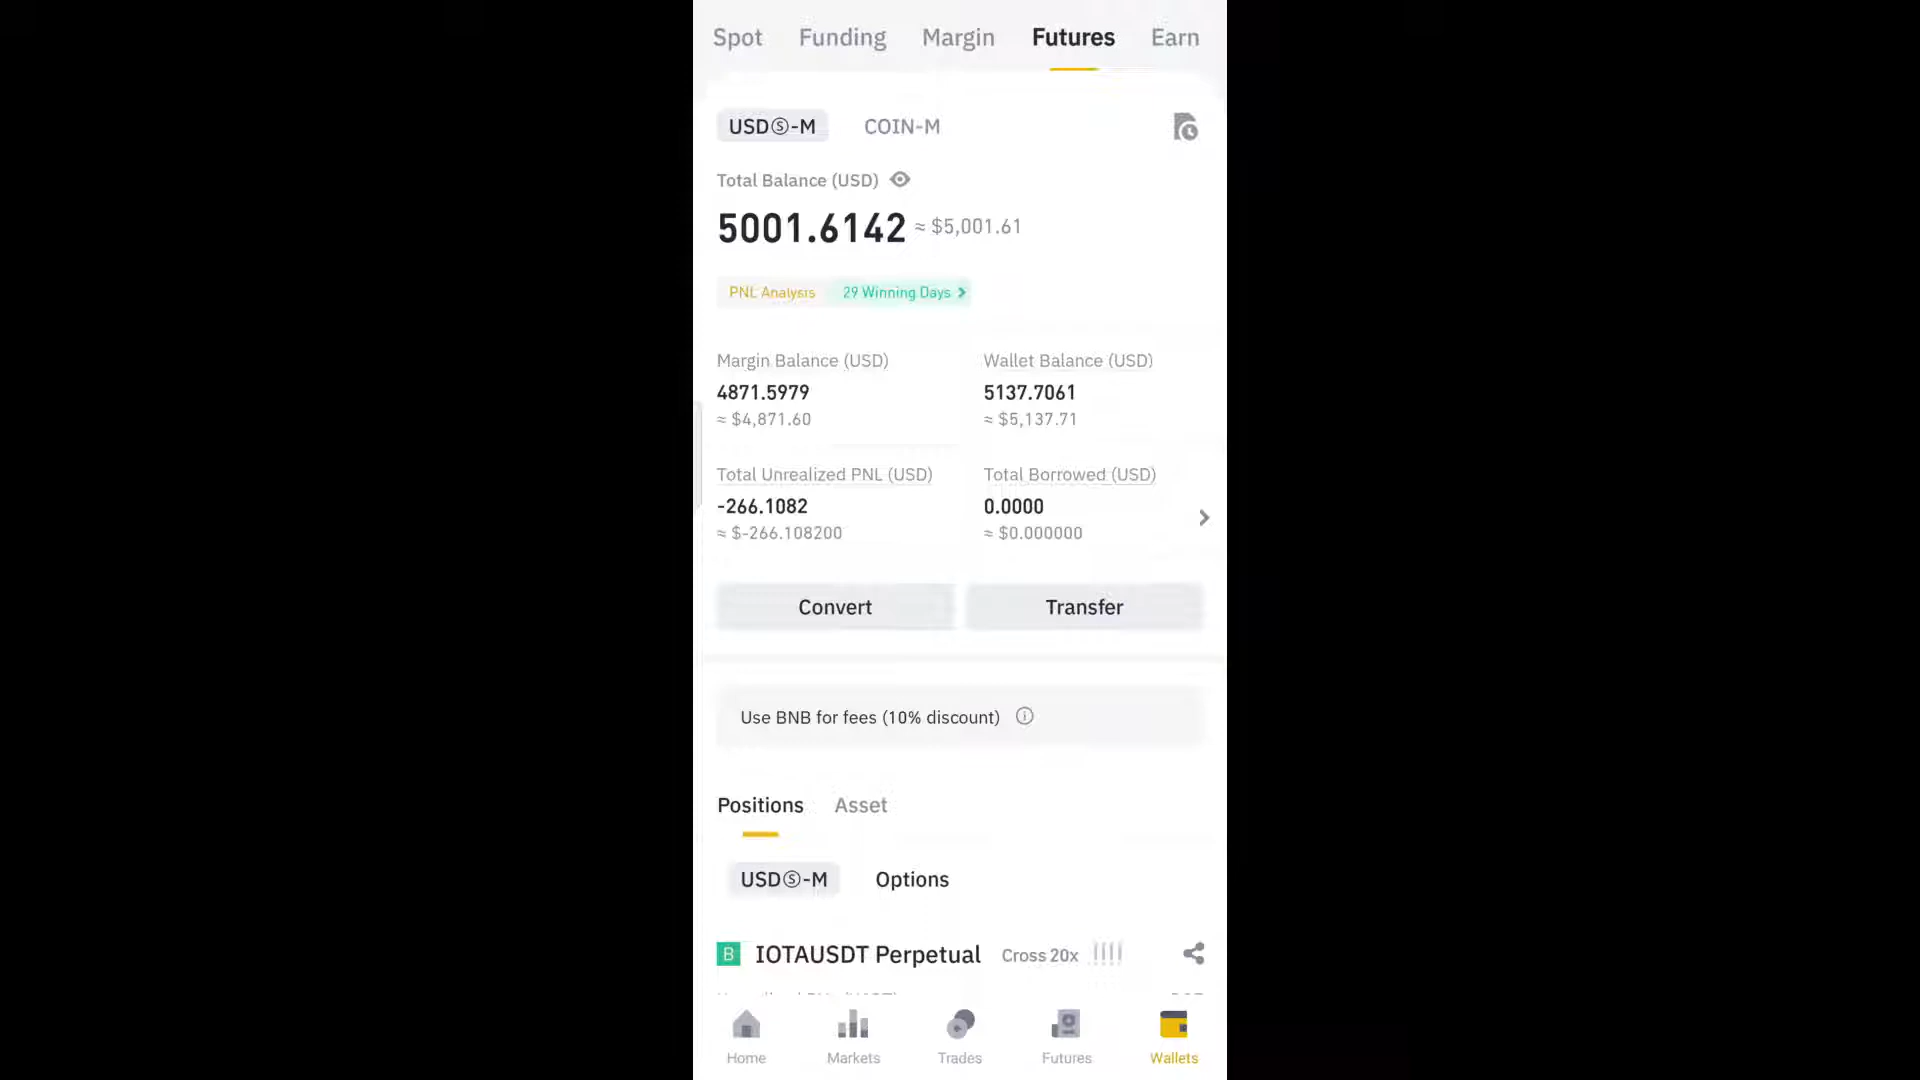 Spot Funding Margin Futures Earn
USDⓈ-M COIN-M
Total Balance (USD)
5001.6142 ≈ $5,001.61
PNL Analysis 29 Winning Days
Margin Balance (USD) Wallet Balance (USD)
4871.5979 5137.7061
≈ $4,871.60 ≈ $5,137.71
Total Unrealized PNL (USD) Total Borrowed (USD)
-266.1082 0.0000
≈ $-266.108200 ≈ $0.000000
Convert Transfer
Use BNB for fees (10% discount)
Positions Asset
USDⓈ-M Options
B IOTAUSDT Perpetual Cross 20x
Home Markets Trades Futures Wallets